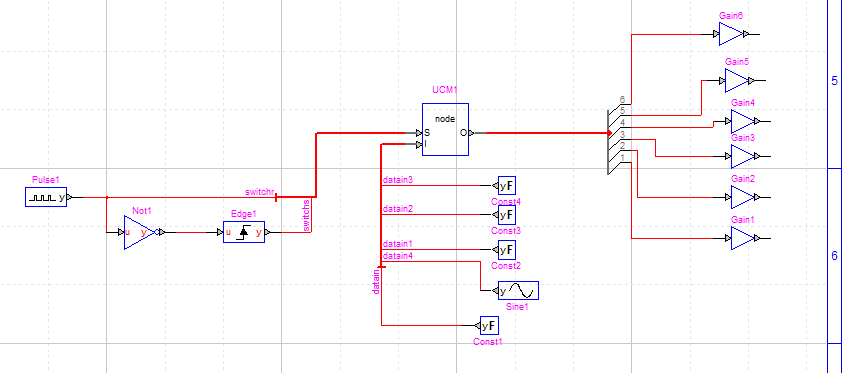 Gain6
Gain5
5
UCM1
node
6
5
4
3
2
1
Gain4
S
O
I
Gain3
Pulse1
y
switchr
datain3
yF
Const4
Gain2
Not1
u y
Edge1
u y
switchs
datain2
yF
Const3
Gain1
datain1
yF
Const2
datain4
6
datain
y
Sine1
yF
Const1